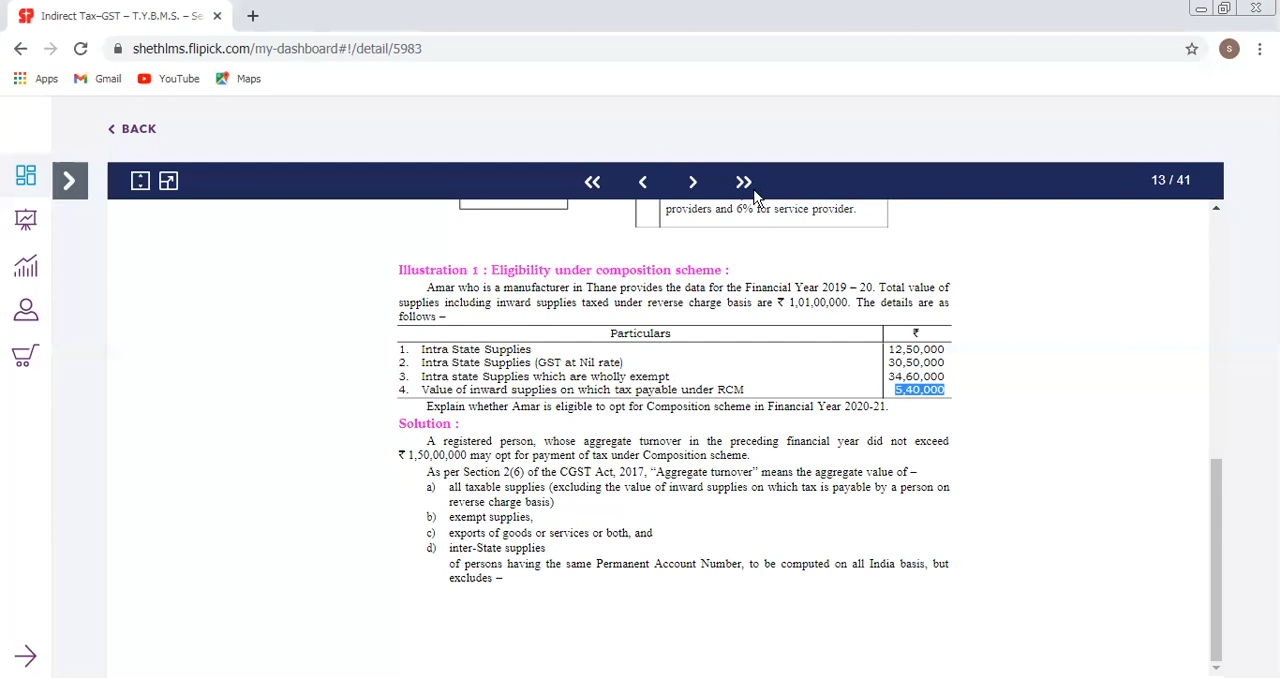 Indirect Tax–GST – T.Y.B.M.S. – Se
shethlms.flipick.com/my-dashboard#!/detail/5983
S
Apps Gmail YouTube Maps
BACK
13 / 41
providers and 6% for service provider.
Illustration 1 : Eligibility under composition scheme :
Amar who is a manufacturer in Thane provides the data for the Financial Year 2019 – 20. Total value of
supplies including inward supplies taxed under reverse charge basis are ₹ 1,01,00,000. The details are as
follows –
Particulars ₹
1. Intra State Supplies 12,50,000
2. Intra State Supplies (GST at Nil rate) 30,50,000
3. Intra state Supplies which are wholly exempt 34,60,000
4. Value of inward supplies on which tax payable under RCM 5,40,000
Explain whether Amar is eligible to opt for Composition scheme in Financial Year 2020-21.
Solution :
A registered person, whose aggregate turnover in the preceding financial year did not exceed
₹ 1,50,00,000 may opt for payment of tax under Composition scheme.
As per Section 2(6) of the CGST Act, 2017, “Aggregate turnover” means the aggregate value of –
a) all taxable supplies (excluding the value of inward supplies on which tax is payable by a person on
reverse charge basis)
b) exempt supplies,
c) exports of goods or services or both, and
d) inter-State supplies
of persons having the same Permanent Account Number, to be computed on all India basis, but
excludes –